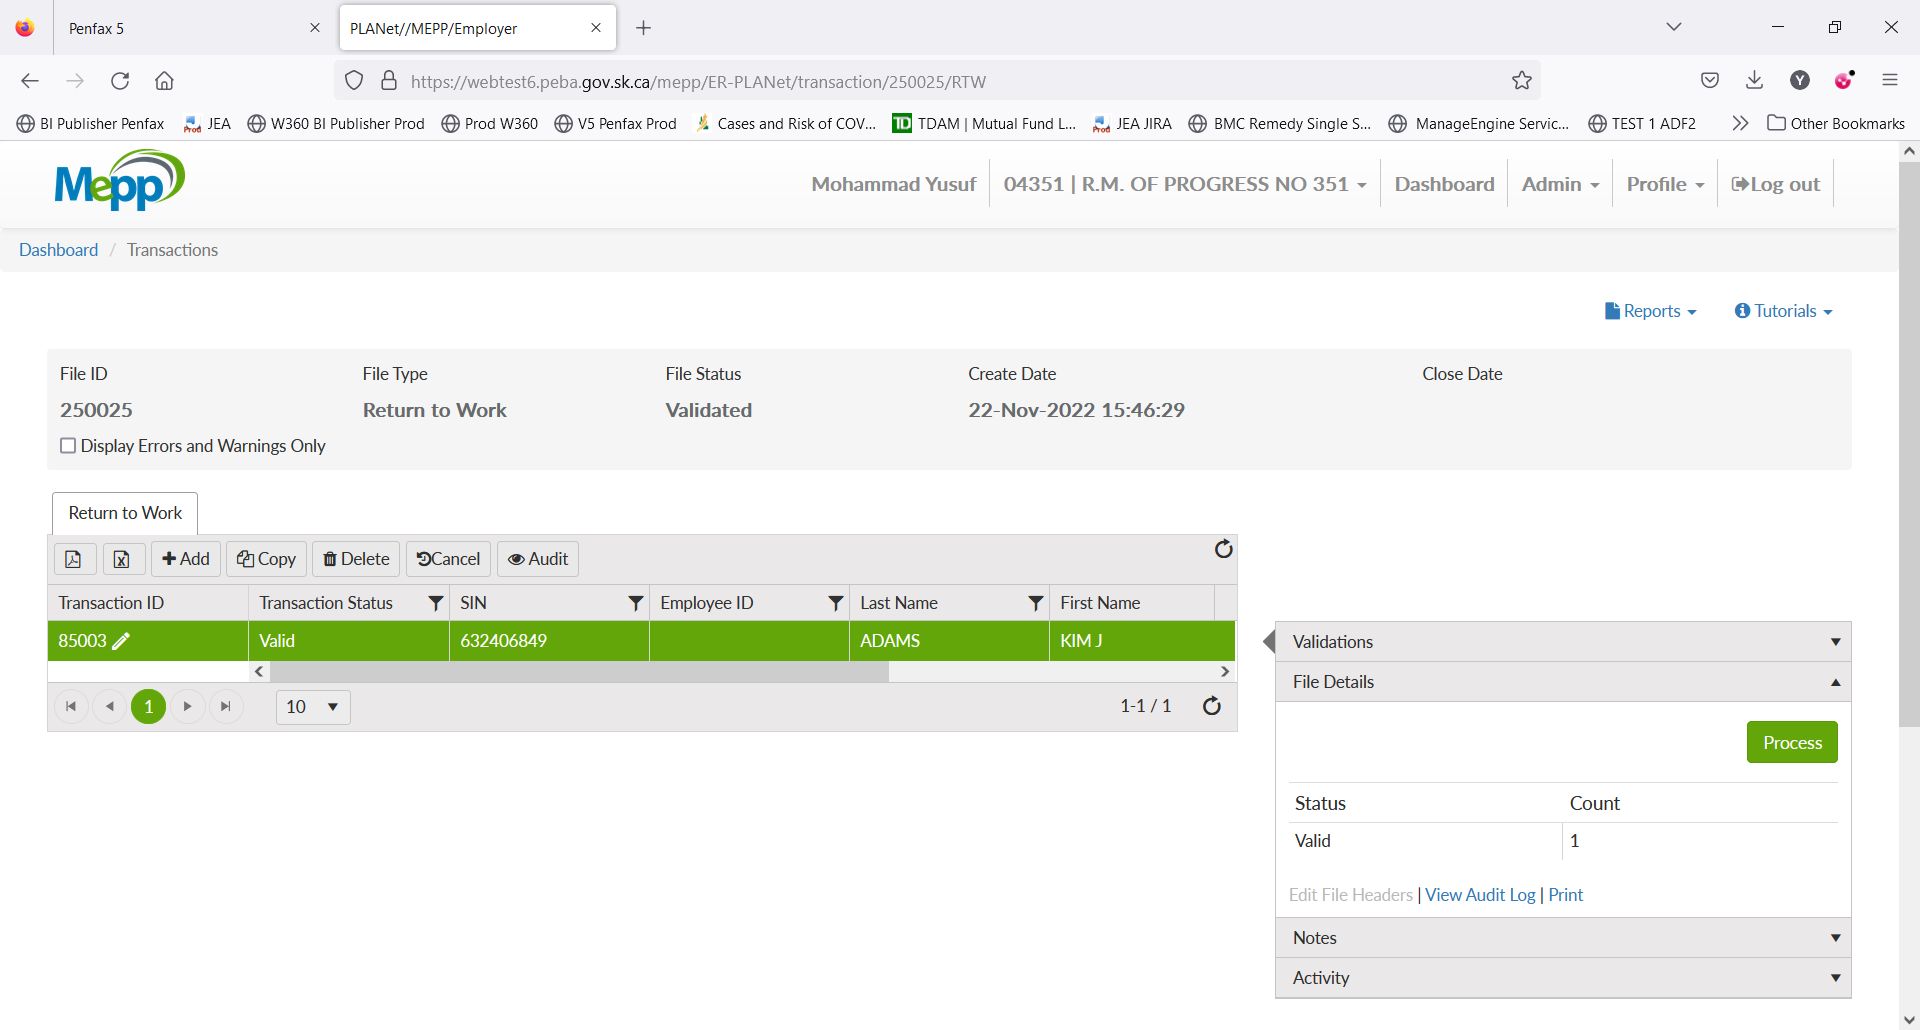 Penfax 5
PLANet//MEPP/Employer
https://webtest6.peba.gov.sk.ca/mepp/ER-PLANet/transaction/250025/RTW
Y
BI Publisher Penfax
Prod JEA
W360 BI Publisher Prod
Prod W360
V5 Penfax Prod
Cases and Risk of COV...
TD TDAM | Mutual Fund L...
Prod JEA JIRA
BMC Remedy Single S...
ManageEngine Servic...
TEST 1 ADF2
Other Bookmarks
Mepp
Mohammad Yusuf
04351 | R.M. OF PROGRESS NO 351
Dashboard
Admin
Profile
Log out
Dashboard / Transactions
Reports
Tutorials
File ID
File Type
File Status
Create Date
Close Date
250025
Return to Work
Validated
22-Nov-2022 15:46:29
Display Errors and Warnings Only
Return to Work
Add
Copy
Delete
Cancel
Audit
Transaction ID
Transaction Status
SIN
Employee ID
Last Name
First Name
85003
Valid
632406849
ADAMS
KIM J
1
10
1-1 / 1
Validations
File Details
Process
Status
Count
Valid
1
Edit File Headers | View Audit Log | Print
Notes
Activity